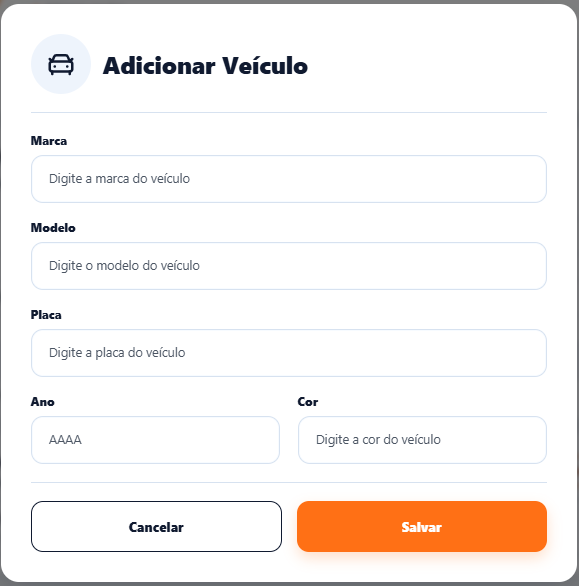 Adicionar Veículo
Marca
Digite a marca do veículo
Modelo
Digite o modelo do veículo
Placa
Digite a placa do veículo
Ano
Cor
AAAA
Digite a cor do veículo
Cancelar
Salvar